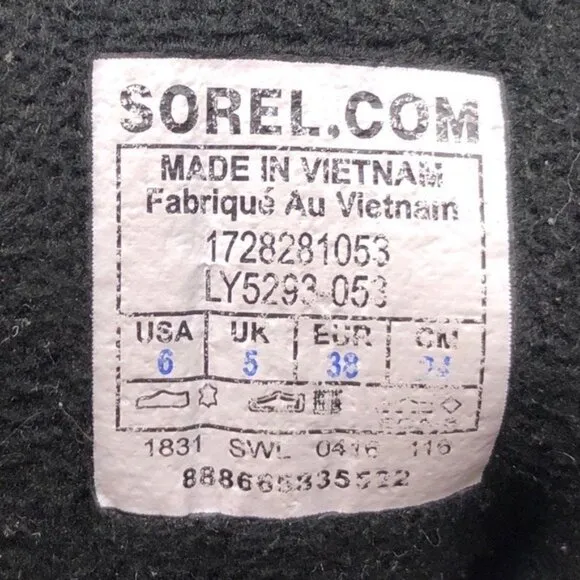 SOREL.COM
MADE IN VIETNAM
Fabriqué Au Vietnam
1728281053
LY5293-053
USA UK EUR CM
6 5 38
1831 SWL 0416 116